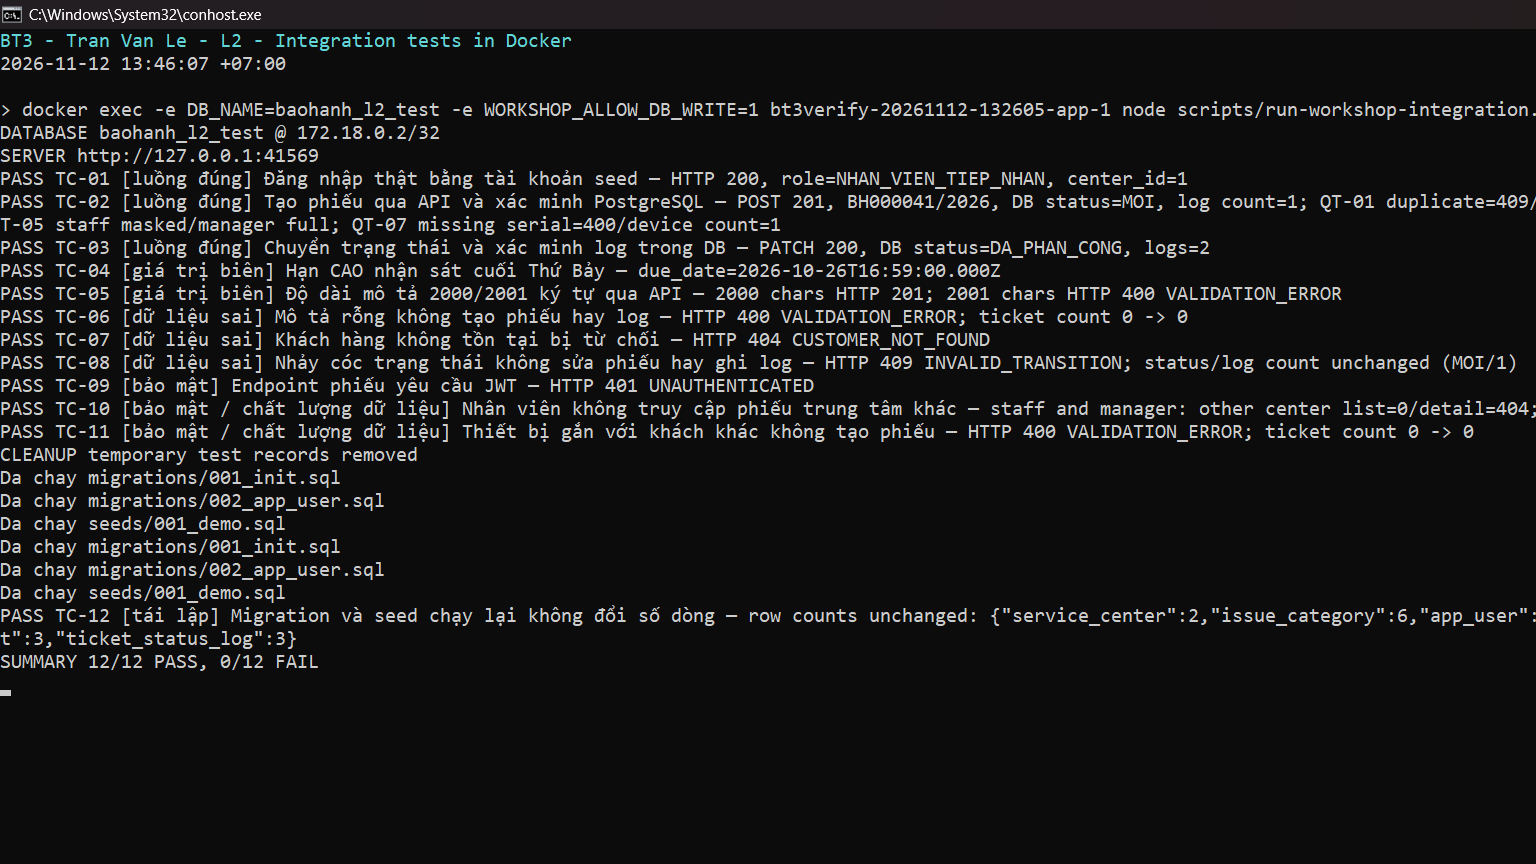 C:\Windows\System32\conhost.exe
BT3 - Tran Van Le - L2 - Integration tests in Docker
2026-11-12 13:46:07 +07:00
> docker exec -e DB_NAME=baohanh_l2_test -e WORKSHOP_ALLOW_DB_WRITE=1 bt3verify-20261112-132605-app-1 node scripts/run-workshop-integration.
DATABASE baohanh_l2_test @ 172.18.0.2/32
SERVER http://127.0.0.1:41569
PASS TC-01 [luồng đúng] Đăng nhập thật bằng tài khoản seed — HTTP 200, role=NHAN_VIEN_TIEP_NHAN, center_id=1
PASS TC-02 [luồng đúng] Tạo phiếu qua API và xác minh PostgreSQL — POST 201, BH000041/2026, DB status=MOI, log count=1; QT-01 duplicate=409/
T-05 staff masked/manager full; QT-07 missing serial=400/device count=1
PASS TC-03 [luồng đúng] Chuyển trạng thái và xác minh log trong DB — PATCH 200, DB status=DA_PHAN_CONG, logs=2
PASS TC-04 [giá trị biên] Hạn CAO nhận sát cuối Thứ Bảy — due_date=2026-10-26T16:59:00.000Z
PASS TC-05 [giá trị biên] Độ dài mô tả 2000/2001 ký tự qua API — 2000 chars HTTP 201; 2001 chars HTTP 400 VALIDATION_ERROR
PASS TC-06 [dữ liệu sai] Mô tả rỗng không tạo phiếu hay log — HTTP 400 VALIDATION_ERROR; ticket count 0 -> 0
PASS TC-07 [dữ liệu sai] Khách hàng không tồn tại bị từ chối — HTTP 404 CUSTOMER_NOT_FOUND
PASS TC-08 [dữ liệu sai] Nhảy cóc trạng thái không sửa phiếu hay ghi log — HTTP 409 INVALID_TRANSITION; status/log count unchanged (MOI/1)
PASS TC-09 [bảo mật] Endpoint phiếu yêu cầu JWT — HTTP 401 UNAUTHENTICATED
PASS TC-10 [bảo mật / chất lượng dữ liệu] Nhân viên không truy cập phiếu trung tâm khác — staff and manager: other center list=0/detail=404;
PASS TC-11 [bảo mật / chất lượng dữ liệu] Thiết bị gắn với khách khác không tạo phiếu — HTTP 400 VALIDATION_ERROR; ticket count 0 -> 0
CLEANUP temporary test records removed
Da chay migrations/001_init.sql
Da chay migrations/002_app_user.sql
Da chay seeds/001_demo.sql
Da chay migrations/001_init.sql
Da chay migrations/002_app_user.sql
Da chay seeds/001_demo.sql
PASS TC-12 [tái lập] Migration và seed chạy lại không đổi số dòng — row counts unchanged: {"service_center":2,"issue_category":6,"app_user":
t":3,"ticket_status_log":3}
SUMMARY 12/12 PASS, 0/12 FAIL